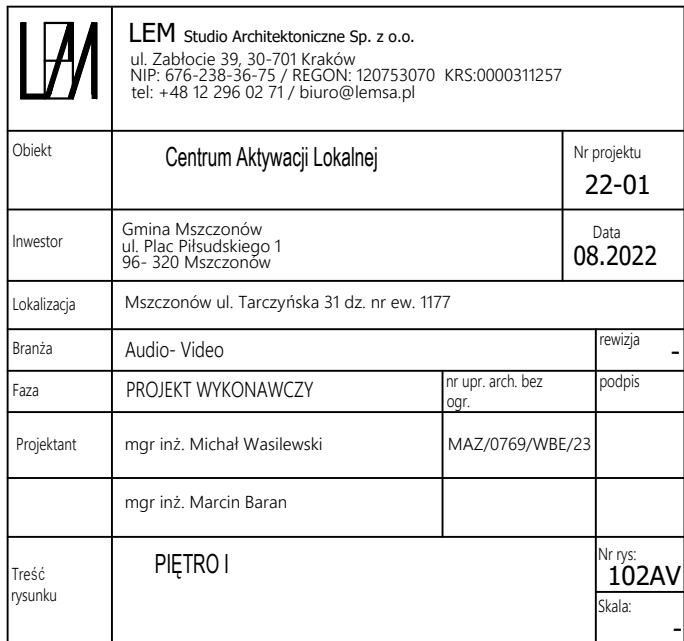 LEM
LEM Studio Architektoniczne Sp. z o.o.
ul. Zabłocie 39, 30-701 Kraków
NIP: 676-238-36-75 / REGON: 120753070 KRS:0000311257
tel: +48 12 296 02 71 / biuro@lemsa.pl
Obiekt
Centrum Aktywacji Lokalnej
Nr projektu
22-01
Inwestor
Gmina Mszczonów
ul. Plac Piłsudskiego 1
96- 320 Mszczonów
Data
08.2022
Lokalizacja
Mszczonów ul. Tarczyńska 31 dz. nr ew. 1177
Branża
Audio- Video
rewizja
-
Faza
PROJEKT WYKONAWCZY
nr upr. arch. bez
ogr.
podpis
Projektant
mgr inż. Michał Wasilewski
MAZ/0769/WBE/23
mgr inż. Marcin Baran
Treść
rysunku
PIĘTRO I
Nr rys:
102AV
Skala:
-